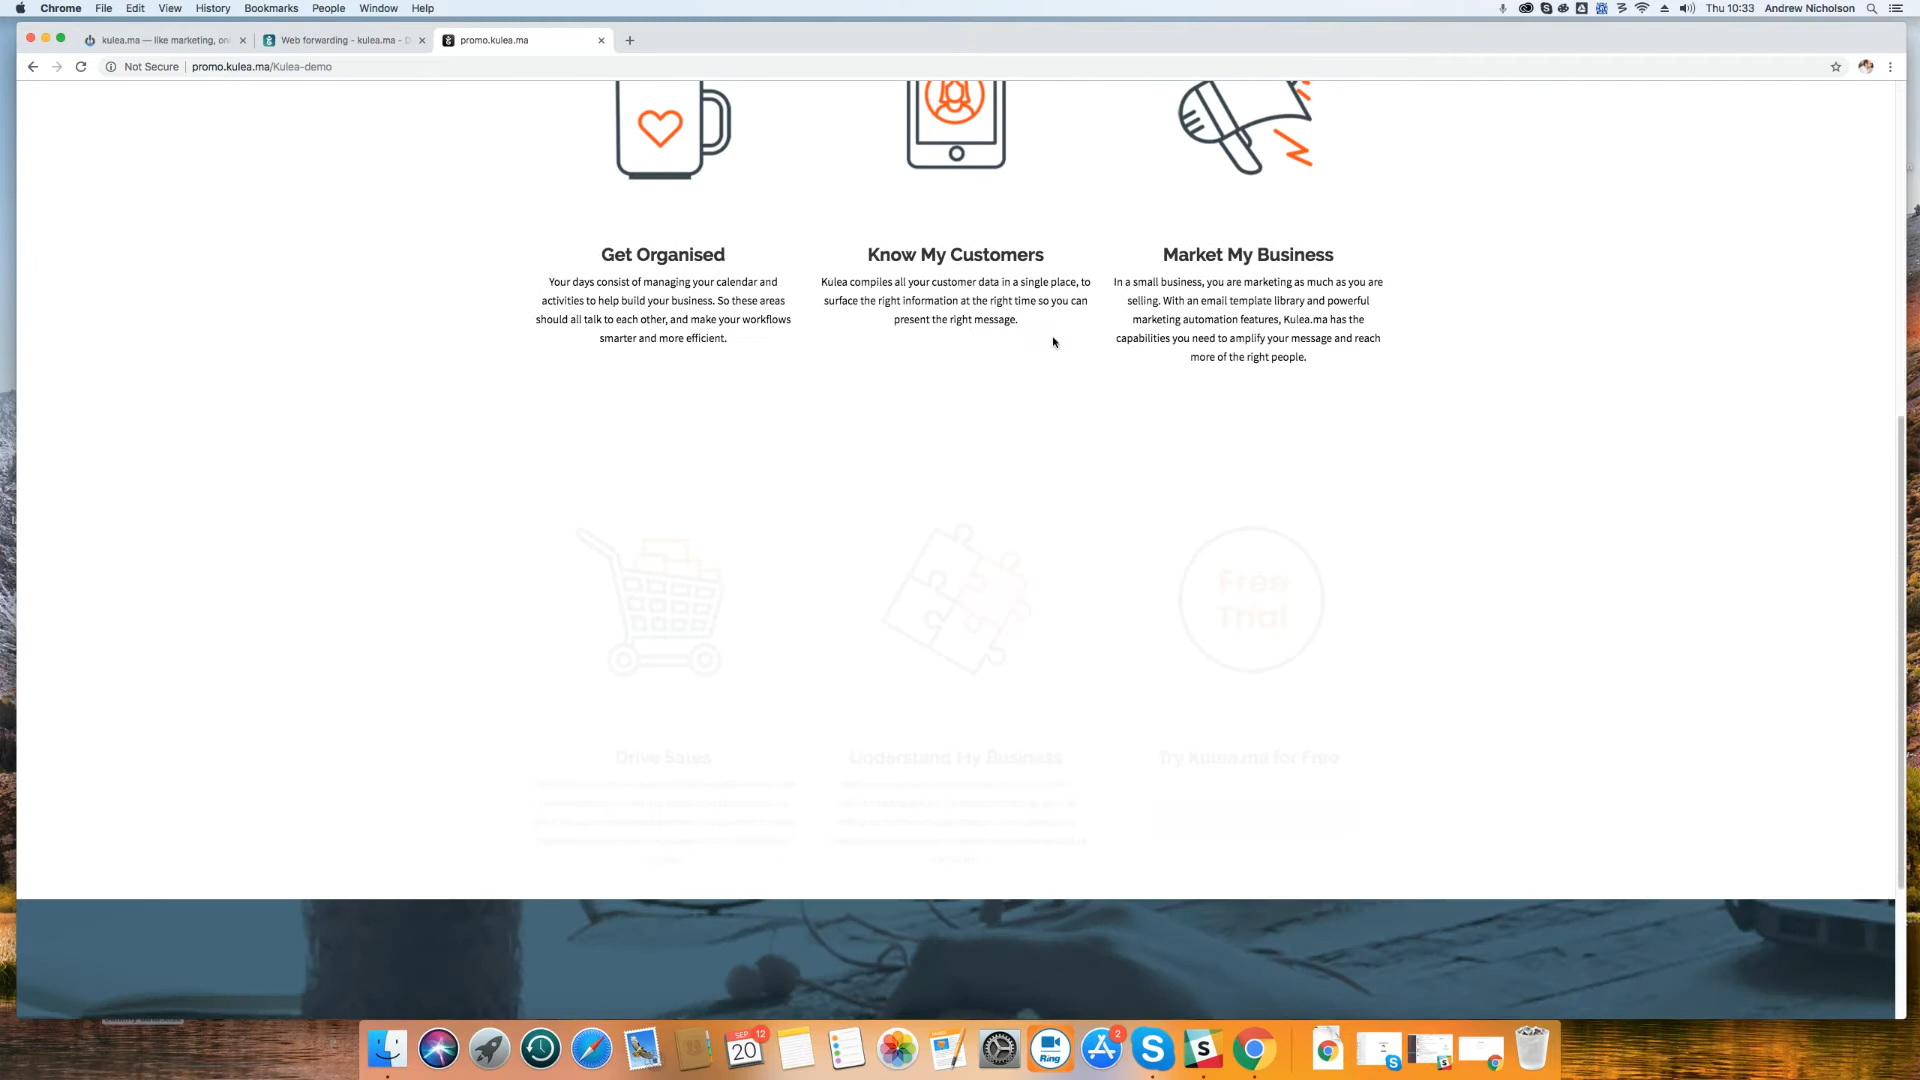 Chrome File Edit View History Bookmarks People Window Help
Thu 10:33 Andrew Nicholson
kulea.ma — like marketing, on
Web forwarding - kulea.ma - D
promo.kulea.ma
Not Secure promo.kulea.ma/Kulea-demo
Get Organised
Your days consist of managing your calendar and
activities to help build your business. So these areas
should all talk to each other, and make your workflows
smarter and more efficient.
Know My Customers
Kulea compiles all your customer data in a single place, to
surface the right information at the right time so you can
present the right message.
Market My Business
In a small business, you are marketing as much as you are
selling. With an email template library and powerful
marketing automation features, Kulea.ma has the
capabilities you need to amplify your message and reach
more of the right people.
Free
Trial
Drive Sales
Understand My Business
Try Kulea.ma for Free
SEP
20
12
Ring
2